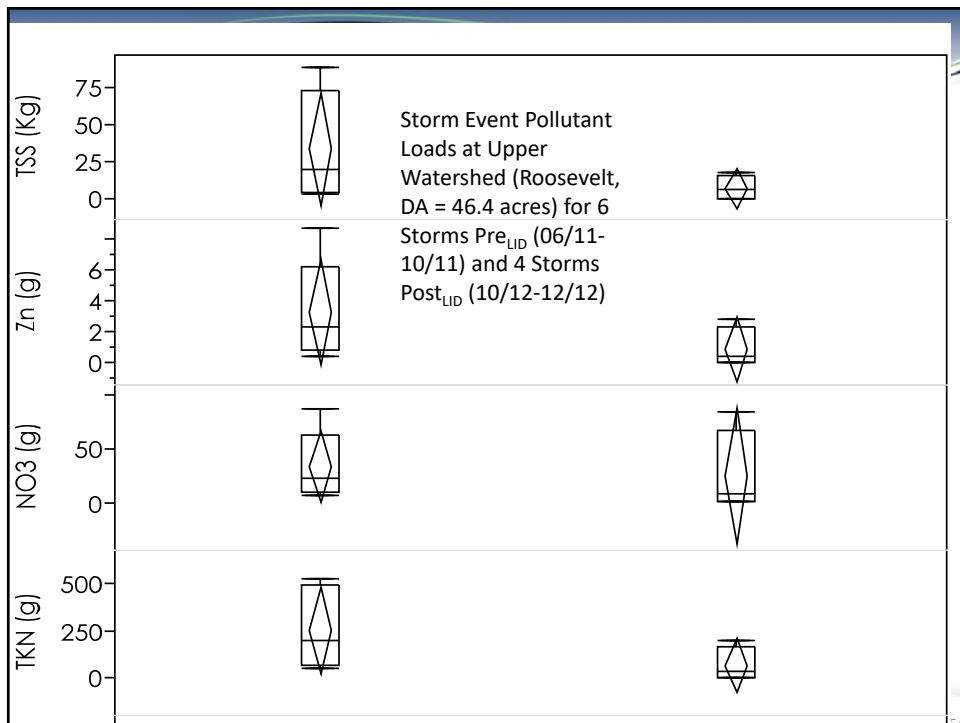 TSS (Kg)
75
50
25
0
Storm Event Pollutant
Loads at Upper
Watershed (Roosevelt,
DA = 46.4 acres) for 6
Storms Pre_LID (06/11-
10/11) and 4 Storms
Post_LID (10/12-12/12)
Zn (g)
6
4
2
0
NO3 (g)
50
0
TKN (g)
500
250
0